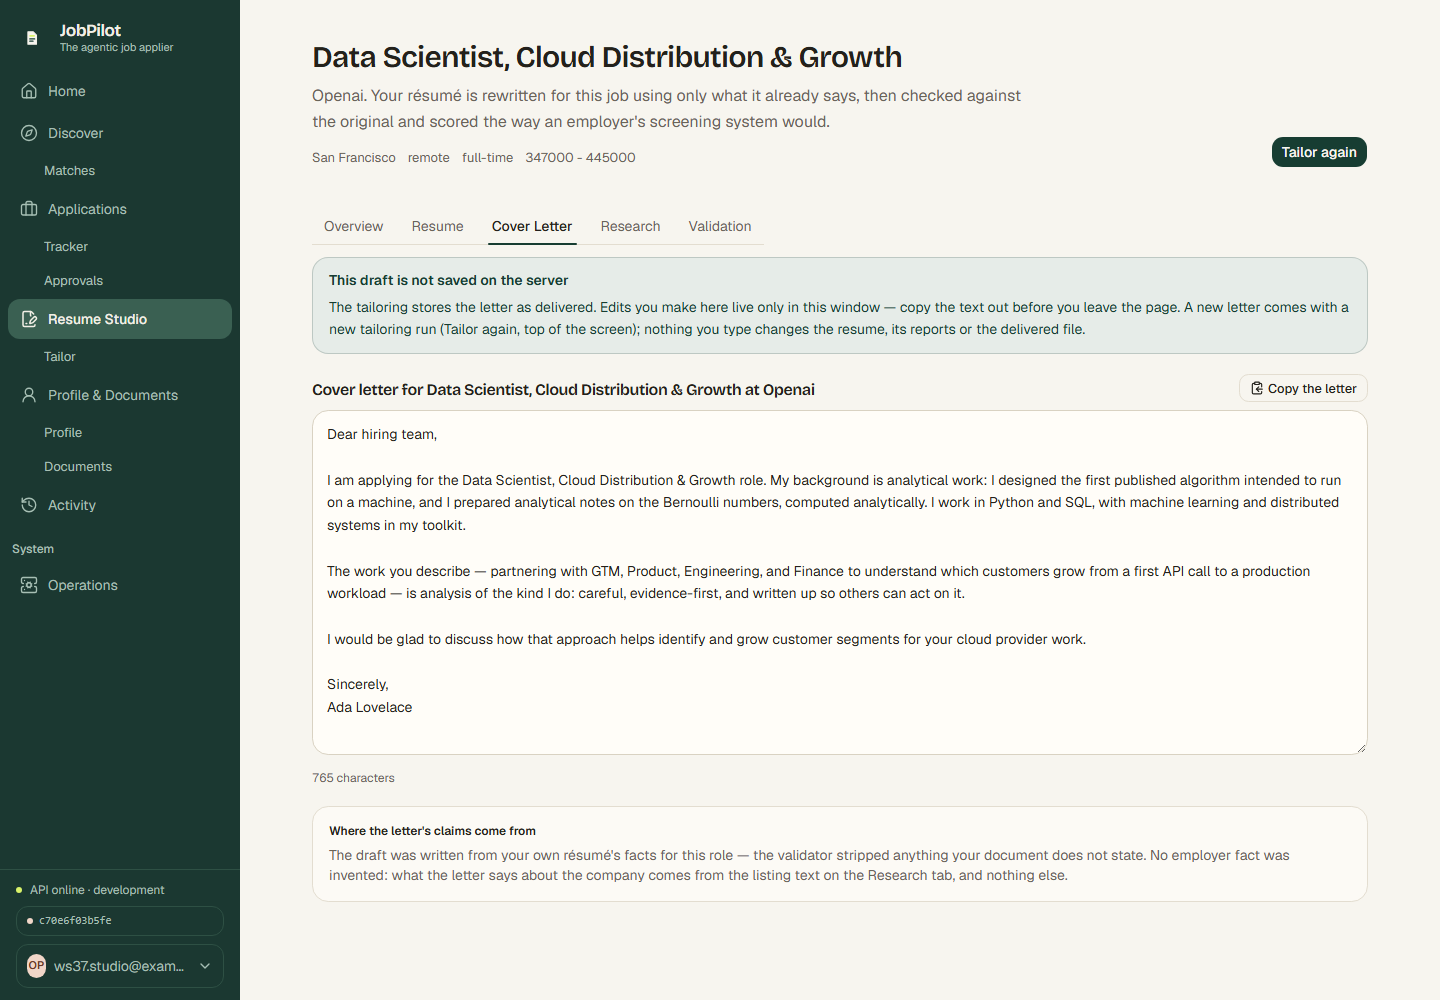 JobPilot
The agentic job applier
Home
Discover
Matches
Applications
Tracker
Approvals
Resume Studio
Tailor
Profile & Documents
Profile
Documents
Activity
System
Operations
API online · development
c70e6f03b5fe
OP
ws37.studio@exam...
Data Scientist, Cloud Distribution & Growth
Openai. Your résumé is rewritten for this job using only what it already says, then checked against
the original and scored the way an employer's screening system would.
San Francisco remote full-time 347000 - 445000
Tailor again
Overview Resume Cover Letter Research Validation
This draft is not saved on the server
The tailoring stores the letter as delivered. Edits you make here live only in this window — copy the text out before you leave the page. A new letter comes with a
new tailoring run (Tailor again, top of the screen); nothing you type changes the resume, its reports or the delivered file.
Cover letter for Data Scientist, Cloud Distribution & Growth at Openai
Copy the letter
Dear hiring team,
I am applying for the Data Scientist, Cloud Distribution & Growth role. My background is analytical work: I designed the first published algorithm intended to run
on a machine, and I prepared analytical notes on the Bernoulli numbers, computed analytically. I work in Python and SQL, with machine learning and distributed
systems in my toolkit.
The work you describe — partnering with GTM, Product, Engineering, and Finance to understand which customers grow from a first API call to a production
workload — is analysis of the kind I do: careful, evidence-first, and written up so others can act on it.
I would be glad to discuss how that approach helps identify and grow customer segments for your cloud provider work.
Sincerely,
Ada Lovelace
765 characters
Where the letter's claims come from
The draft was written from your own résumé's facts for this role — the validator stripped anything your document does not state. No employer fact was
invented: what the letter says about the company comes from the listing text on the Research tab, and nothing else.